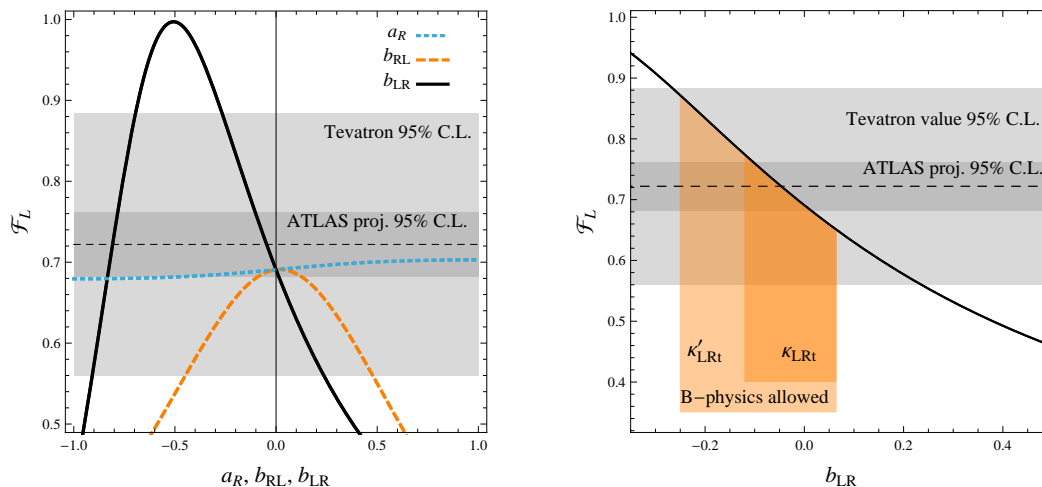 a_R
b_RL
b_LR
Tevatron 95% C.L.
ATLAS proj. 95% C.L.
1.0
0.9
0.8
0.7
0.6
0.5
−1.0 −0.5 0.0 0.5 1.0
ℱ_L
a_R, b_RL, b_LR
Tevatron value 95% C.L.
ATLAS proj. 95% C.L.
κ′_LRt κ_LRt
B−physics allowed
1.0
0.9
0.8
0.7
0.6
0.5
0.4
−0.2 0.0 0.2 0.4
ℱ_L
b_LR